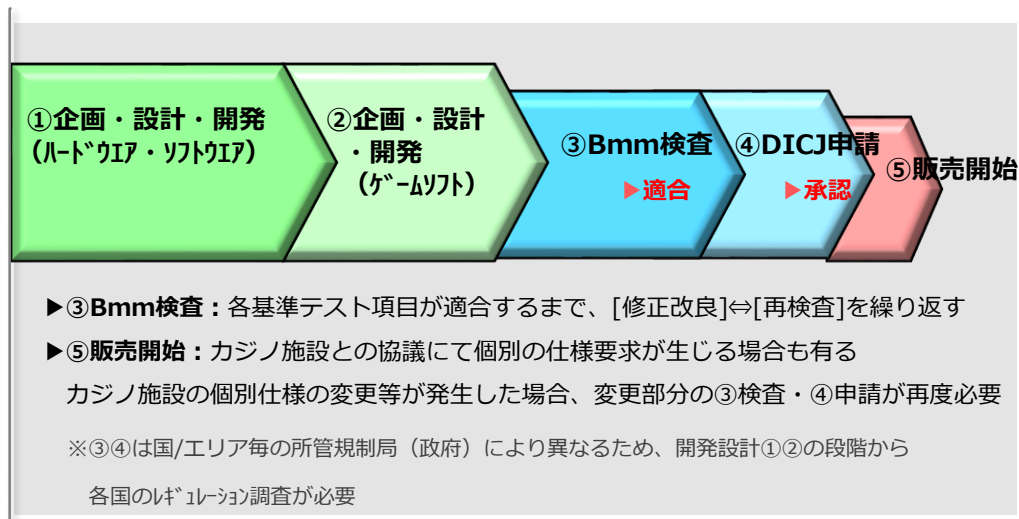 ①企画・設計・開発
（ﾊｰﾄﾞｳｴｱ・ｿﾌﾄｳｴｱ）
②企画・設計
・開発
（ｹﾞｰﾑｿﾌﾄ）
③Bmm検査
▶適合
④DICJ申請
▶承認
⑤販売開始
▶③Bmm検査：各基準テスト項目が適合するまで、[修正改良]⇔[再検査]を繰り返す
▶⑤販売開始：カジノ施設との協議にて個別の仕様要求が生じる場合も有る
カジノ施設の個別仕様の変更等が発生した場合、変更部分の③検査・④申請が再度必要
※③④は国/エリア毎の所管規制局（政府）により異なるため、開発設計①②の段階から
各国のﾚｷﾞｭﾚｰｼｮﾝ調査が必要